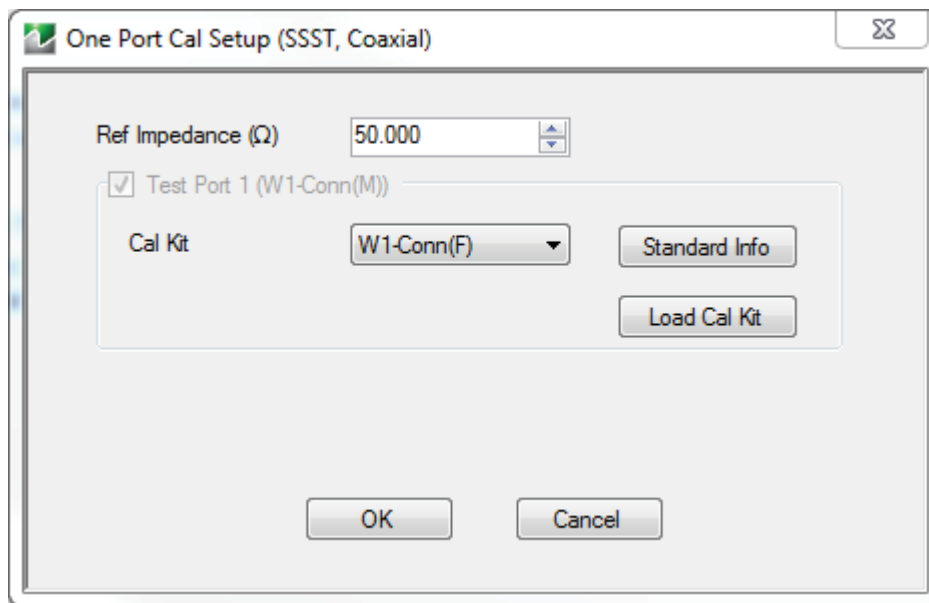 One Port Cal Setup (SSST, Coaxial)
Ref Impedance (Ω) 50.000
Test Port 1 (W1-Conn(M))
Cal Kit W1-Conn(F) Standard Info
Load Cal Kit
OK Cancel